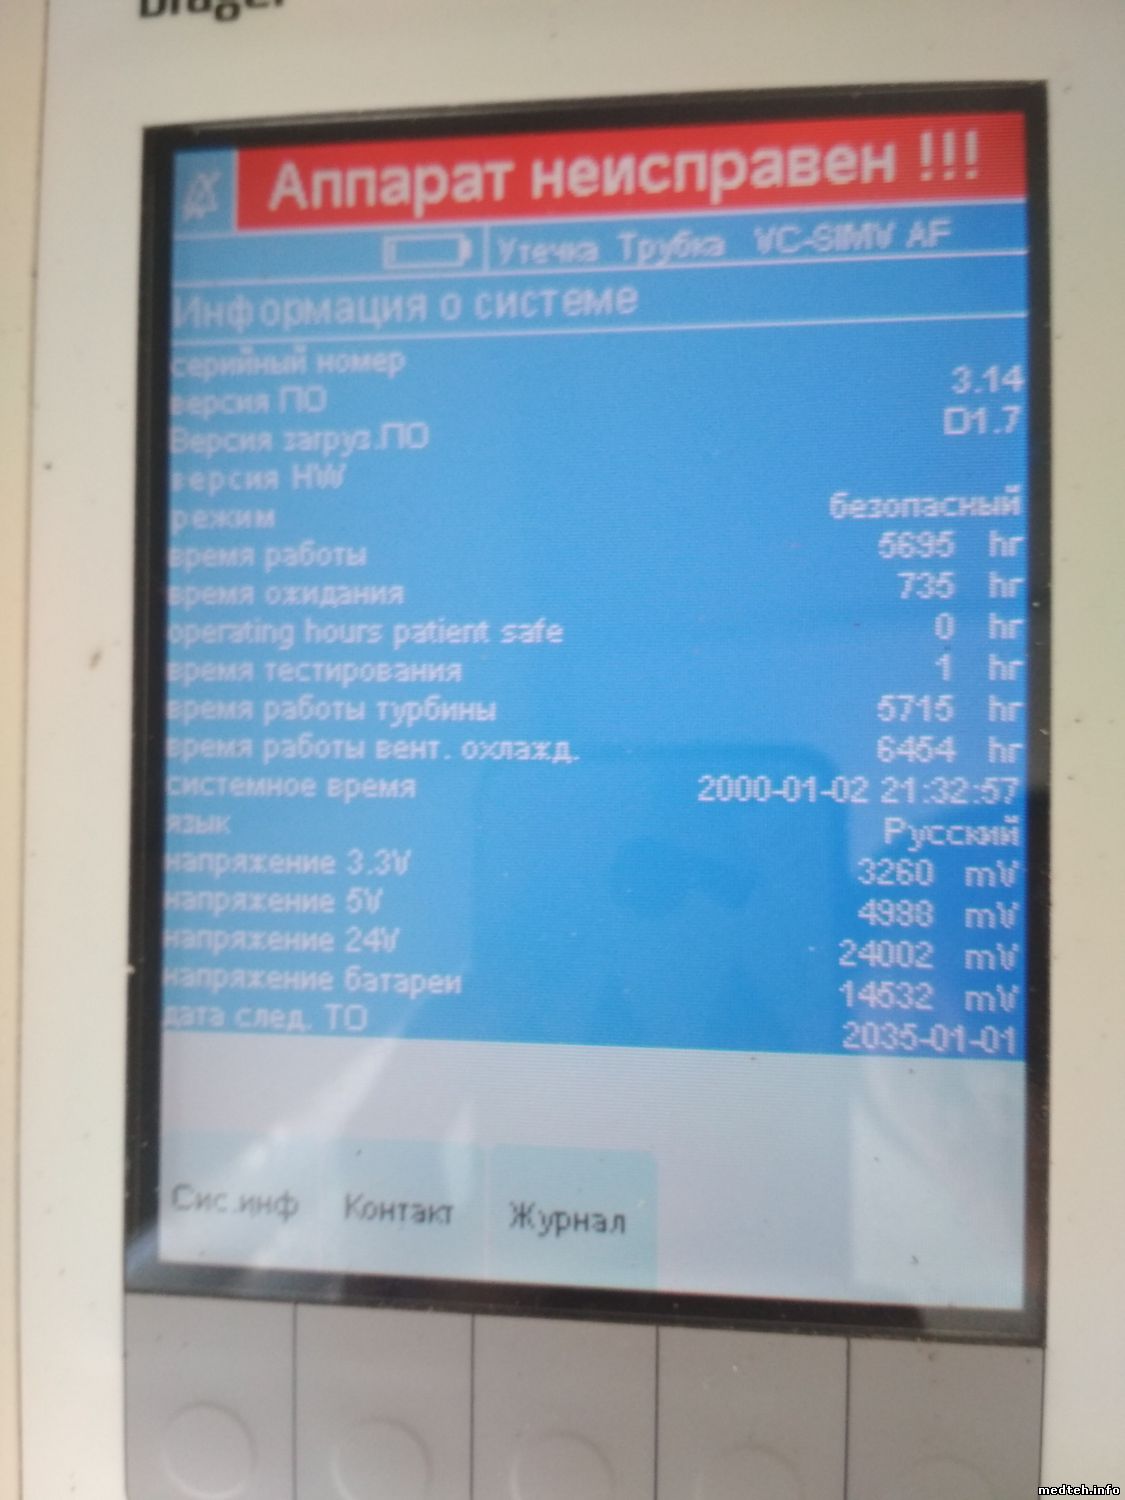 Dräger
Аппарат неисправен !!!
Утечка Трубка VC-SIMV AF
Информация о системе
серийный номер
версия ПО 3.14
Версия загруз.ПО D1.7
версия HW
режим безопасный
время работы 5695 hr
время ожидания 735 hr
operating hours patient safe 0 hr
время тестирования 1 hr
время работы турбины 5715 hr
время работы вент. охлажд. 6454 hr
системное время 2000-01-02 21:32:57
язык Русский
напряжение 3.3V 3260 mV
напряжение 5V 4988 mV
напряжение 24V 24002 mV
напряжение батареи 14532 mV
дата след. ТО 2035-01-01
Сис.инф Контакт Журнал
medteh.info